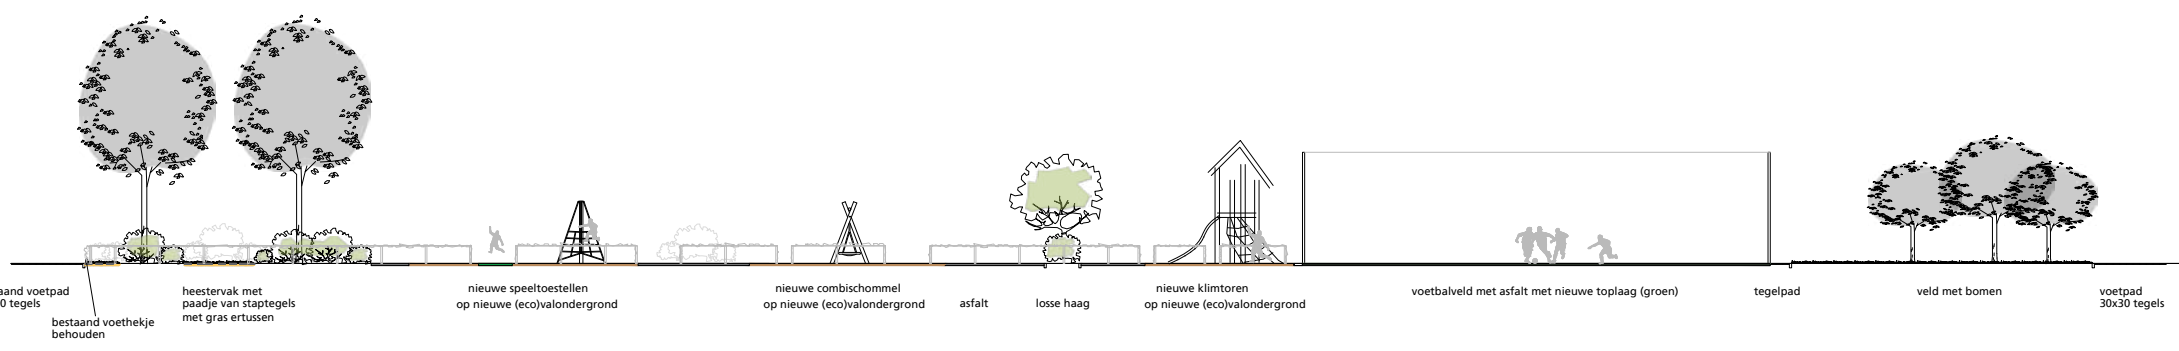 aand voetpad
0 tegels
bestaand voethekje
behouden
heestervak met
paadje van staptegels
met gras ertussen
nieuwe speeltoestellen
op nieuwe (eco)valondergrond
nieuwe combischommel
op nieuwe (eco)valondergrond
asfalt
losse haag
nieuwe klimtoren
op nieuwe (eco)valondergrond
voetbalveld met asfalt met nieuwe toplaag (groen)
tegelpad
veld met bomen
voetpad
30x30 tegels